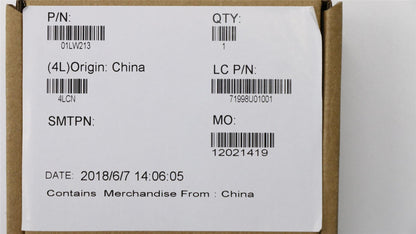 P/N: QTY:
01LW213 1
(4L)Origin: China LC P/N:
4LCN 71998U01001
SMTPN: MO:
12021419
DATE: 2018/6/7 14:06:05
Contains Merchandise From : China